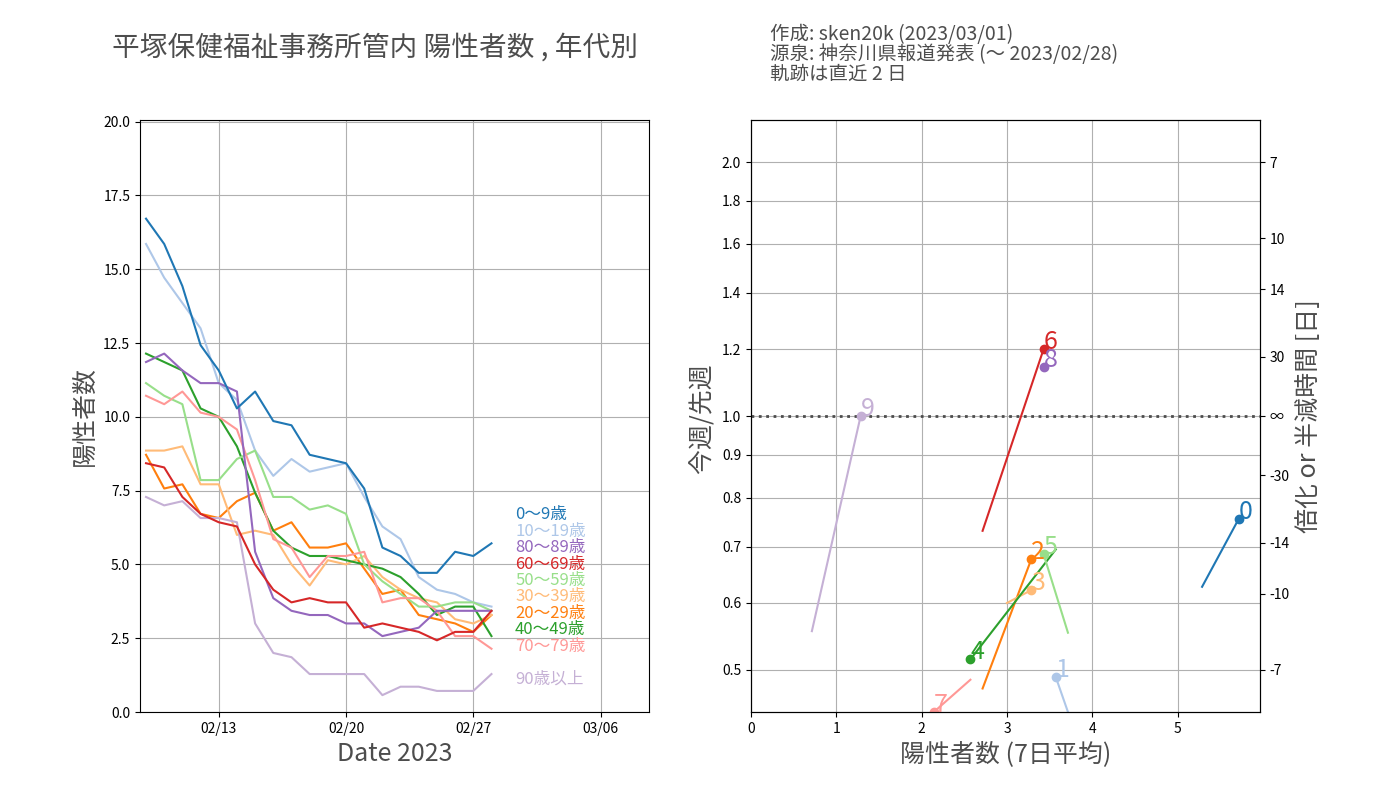 平塚保健福祉事務所管内 陽性者数 , 年代別
作成: sken20k (2023/03/01)
源泉: 神奈川県報道発表 (～ 2023/02/28)
軌跡は直近 2 日
20.0
17.5
15.0
12.5
10.0
7.5
5.0
2.5
0.0
陽性者数
02/13
02/20
02/27
03/06
Date 2023
0～9歳
10～19歳
80～89歳
60～69歳
50～59歳
30～39歳
20～29歳
40～49歳
70～79歳
90歳以上
今週/先週
2.0
1.8
1.6
1.4
1.2
1.0
0.9
0.8
0.7
0.6
0.5
6
8
9
0
2
5
3
4
1
7
0
1
2
3
4
5
陽性者数 (7日平均)
7
10
14
30
∞
-30
-14
-10
-7
倍化 or 半減時間 [日]